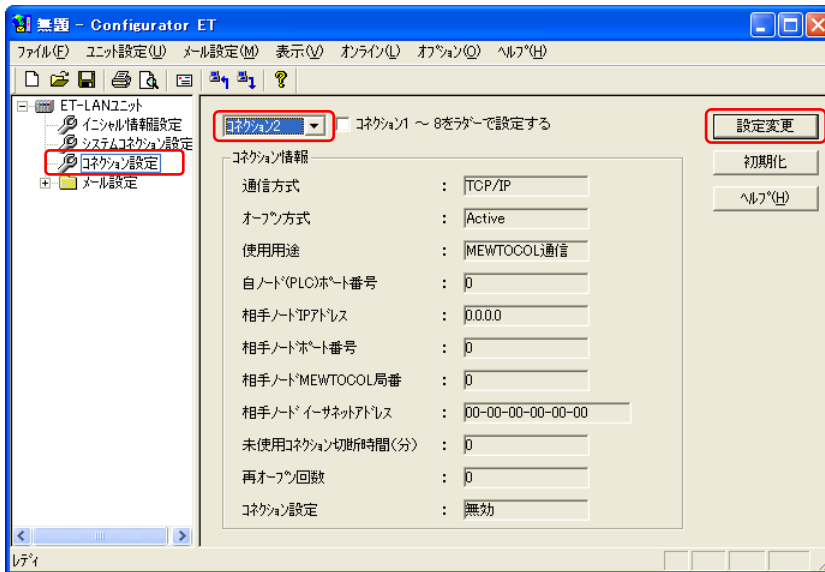 無題 - Configurator ET
ﾌｧｲﾙ(F) ﾕﾆｯﾄ設定(U) ﾒｰﾙ設定(M) 表示(V) ｵﾝﾗｲﾝ(L) ｵﾌﾟｼｮﾝ(O) ﾍﾙﾌﾟ(H)
ET-LANﾕﾆｯﾄ
ｲﾆｼｬﾙ情報設定
ｼｽﾃﾑｺﾈｸｼｮﾝ設定
ｺﾈｸｼｮﾝ設定
ﾒｰﾙ設定
ｺﾈｸｼｮﾝ2 ｺﾈｸｼｮﾝ1 ～ 8をﾗﾀﾞｰで設定する
設定変更
初期化
ﾍﾙﾌﾟ(H)
ｺﾈｸｼｮﾝ情報
通信方式 : TCP/IP
ｵｰﾌﾟﾝ方式 : Active
使用用途 : MEWTOCOL通信
自ﾉｰﾄﾞ(PLC)ﾎﾟｰﾄ番号 : 0
相手ﾉｰﾄﾞIPｱﾄﾞﾚｽ : 0.0.0.0
相手ﾉｰﾄﾞﾎﾟｰﾄ番号 : 0
相手ﾉｰﾄﾞMEWTOCOL局番 : 0
相手ﾉｰﾄﾞｲｰｻﾈｯﾄｱﾄﾞﾚｽ : 00-00-00-00-00-00
未使用ｺﾈｸｼｮﾝ切断時間(分) : 0
再ｵｰﾌﾟﾝ回数 : 0
ｺﾈｸｼｮﾝ設定 : 無効
ﾚﾃﾞｨ